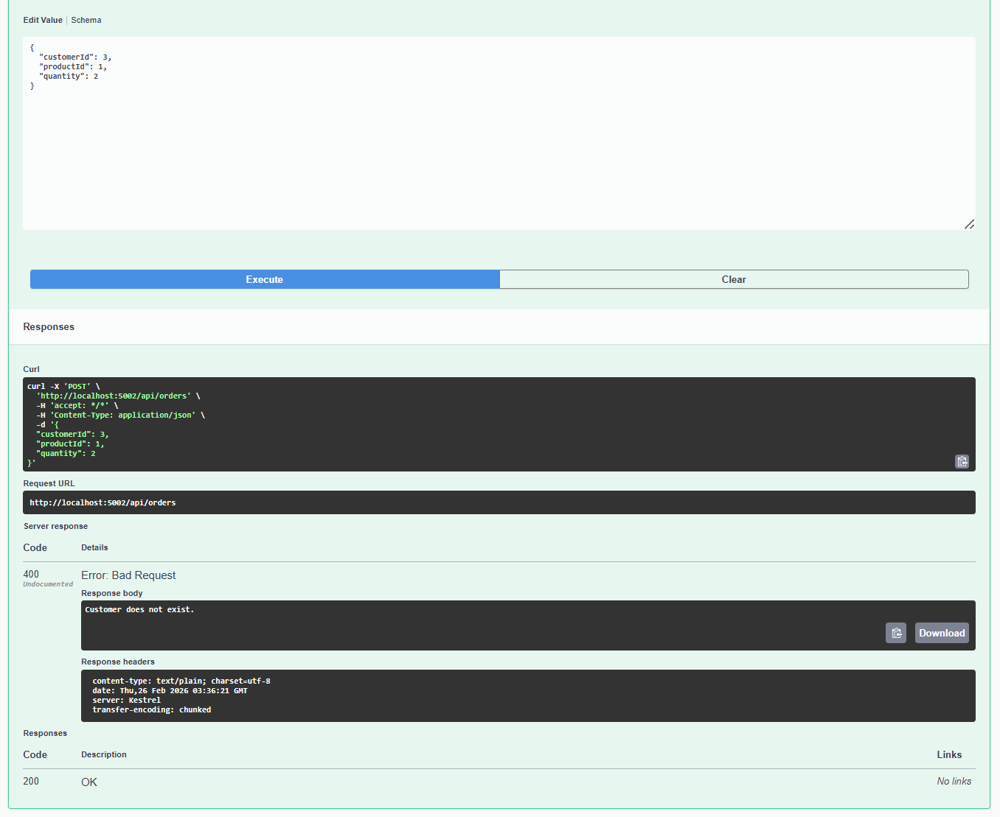 Edit Value | Schema
{
  "customerId": 3,
  "productId": 1,
  "quantity": 2
}
Execute
Clear
Responses
Curl
curl -X 'POST' \
  'http://localhost:5002/api/orders' \
  -H 'accept: */*' \
  -H 'Content-Type: application/json' \
  -d '{
  "customerId": 3,
  "productId": 1,
  "quantity": 2
}'
Request URL
http://localhost:5002/api/orders
Server response
Code Details
400 Error: Bad Request
Undocumented
Response body
Customer does not exist.
Download
Response headers
content-type: text/plain; charset=utf-8
date: Thu,26 Feb 2026 03:36:21 GMT
server: Kestrel
transfer-encoding: chunked
Responses
Code Description Links
200 OK No links